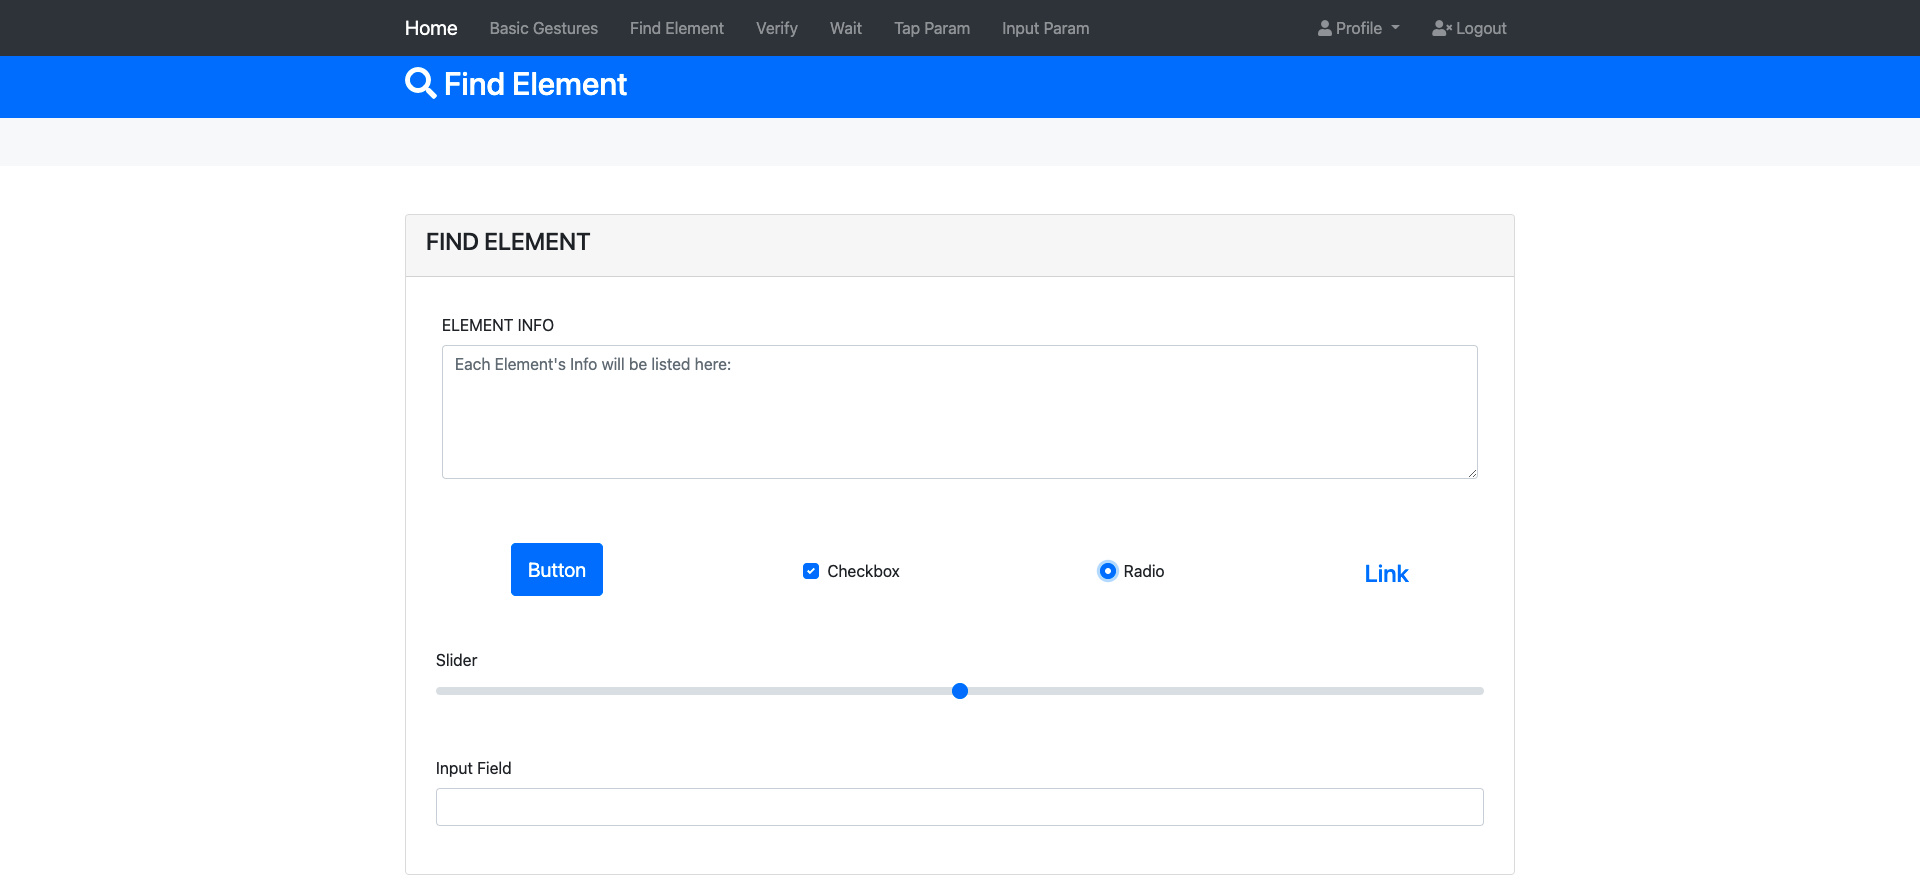 Home Basic Gestures Find Element Verify Wait Tap Param Input Param Profile Logout
Find Element
FIND ELEMENT
ELEMENT INFO
Each Element's Info will be listed here:
Button Checkbox Radio Link
Slider
Input Field